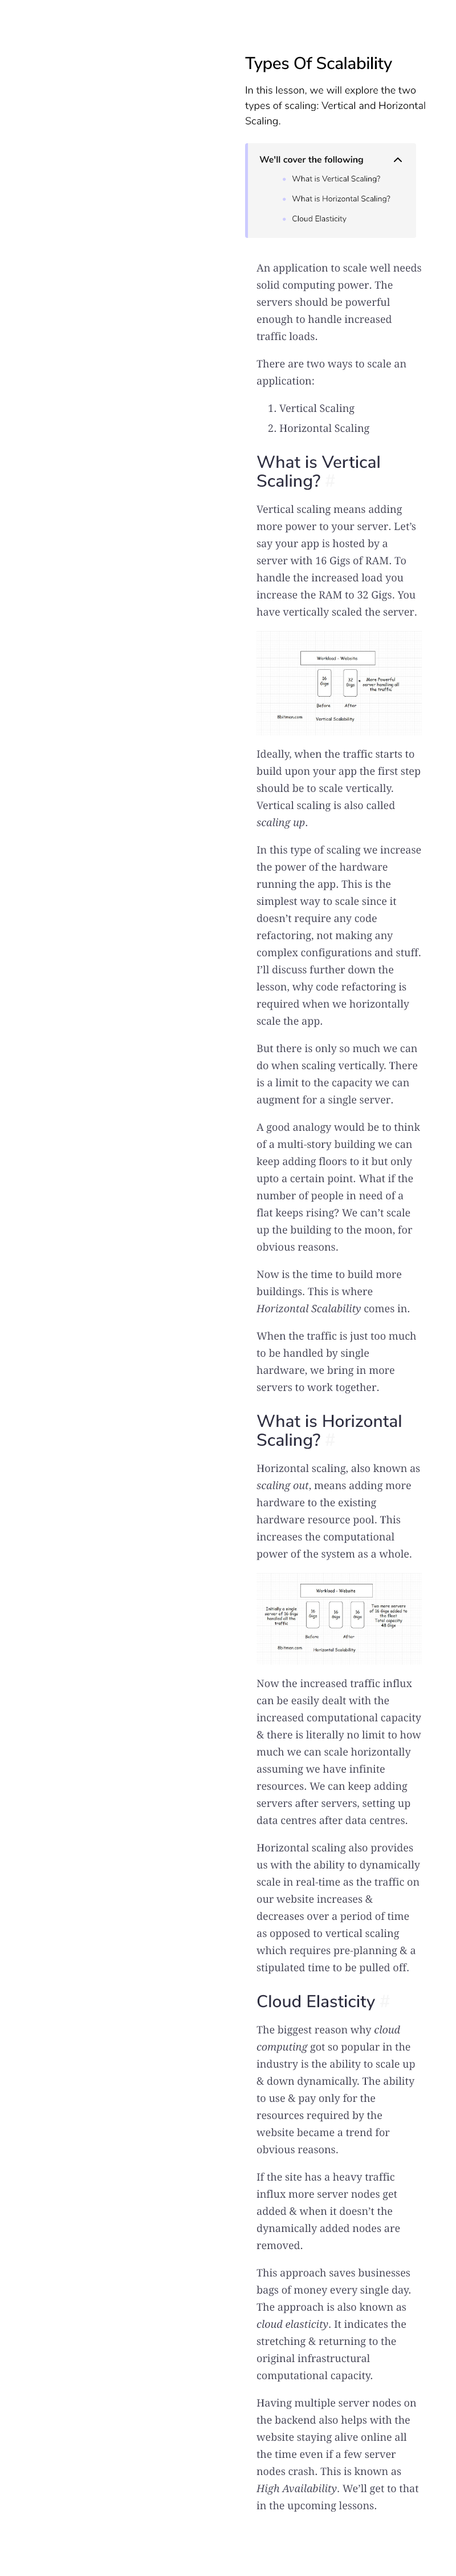 Types Of Scalability
In this lesson, we will explore the two
types of scaling: Vertical and Horizontal
Scaling.
We'll cover the following
What is Vertical Scaling?
What is Horizontal Scaling?
Cloud Elasticity
An application to scale well needs
solid computing power. The
servers should be powerful
enough to handle increased
traffic loads.
There are two ways to scale an
application:
1. Vertical Scaling
2. Horizontal Scaling
What is Vertical
Scaling? #
Vertical scaling means adding
more power to your server. Let’s
say your app is hosted by a
server with 16 Gigs of RAM. To
handle the increased load you
increase the RAM to 32 Gigs. You
have vertically scaled the server.
Workload - Website
16
Gigs
32
Gigs
More Powerful
server handling all
the traffic
Before
After
8bitmen.com
Vertical Scalability
Ideally, when the traffic starts to
build upon your app the first step
should be to scale vertically.
Vertical scaling is also called
scaling up.
In this type of scaling we increase
the power of the hardware
running the app. This is the
simplest way to scale since it
doesn’t require any code
refactoring, not making any
complex configurations and stuff.
I’ll discuss further down the
lesson, why code refactoring is
required when we horizontally
scale the app.
But there is only so much we can
do when scaling vertically. There
is a limit to the capacity we can
augment for a single server.
A good analogy would be to think
of a multi-story building we can
keep adding floors to it but only
upto a certain point. What if the
number of people in need of a
flat keeps rising? We can’t scale
up the building to the moon, for
obvious reasons.
Now is the time to build more
buildings. This is where
Horizontal Scalability comes in.
When the traffic is just too much
to be handled by single
hardware, we bring in more
servers to work together.
What is Horizontal
Scaling? #
Horizontal scaling, also known as
scaling out, means adding more
hardware to the existing
hardware resource pool. This
increases the computational
power of the system as a whole.
Workload - Website
Initially a single
server of 16 Gigs
handled all the
traffic
16
Gigs
16
Gigs
16
Gigs
Two more servers
of 16 Gigs added to
the fleet
Total capacity
48 Gigs
Before
After
8bitmen.com
Horizontal Scalability
Now the increased traffic influx
can be easily dealt with the
increased computational capacity
& there is literally no limit to how
much we can scale horizontally
assuming we have infinite
resources. We can keep adding
servers after servers, setting up
data centres after data centres.
Horizontal scaling also provides
us with the ability to dynamically
scale in real-time as the traffic on
our website increases &
decreases over a period of time
as opposed to vertical scaling
which requires pre-planning & a
stipulated time to be pulled off.
Cloud Elasticity #
The biggest reason why cloud
computing got so popular in the
industry is the ability to scale up
& down dynamically. The ability
to use & pay only for the
resources required by the
website became a trend for
obvious reasons.
If the site has a heavy traffic
influx more server nodes get
added & when it doesn’t the
dynamically added nodes are
removed.
This approach saves businesses
bags of money every single day.
The approach is also known as
cloud elasticity. It indicates the
stretching & returning to the
original infrastructural
computational capacity.
Having multiple server nodes on
the backend also helps with the
website staying alive online all
the time even if a few server
nodes crash. This is known as
High Availability. We’ll get to that
in the upcoming lessons.